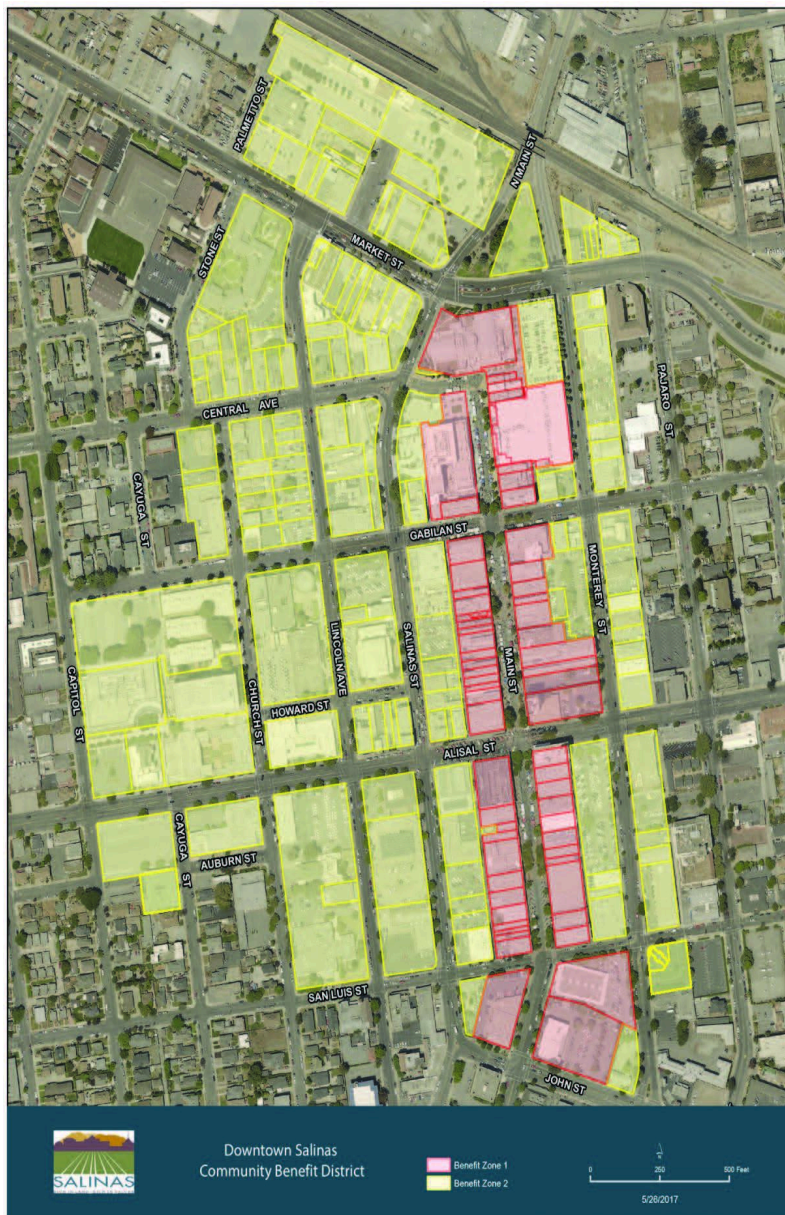 PALMETTO ST
N MAIN ST
STONE ST
MARKET ST
PAJARO ST
CENTRAL AVE
CAYUGA ST
GABILAN ST
MONTEREY ST
LINCOLN AVE
SALINAS ST
MAIN ST
CAPITOL ST
CHURCH ST
HOWARD ST
ALISAL ST
CAYUGA ST
AUBURN ST
SAN LUIS ST
JOHN ST
SALINAS
Downtown Salinas
Community Benefit District
Benefit Zone 1
Benefit Zone 2
N
0 250 500 Feet
5/26/2017